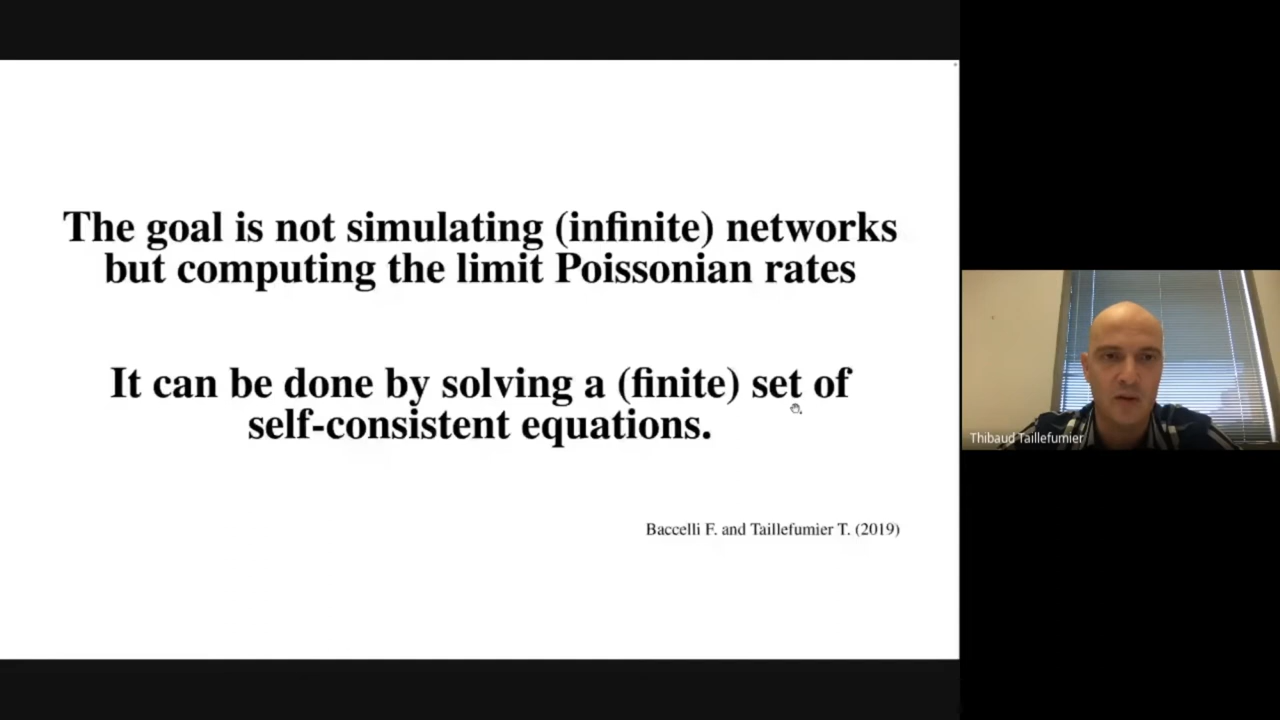 The goal is not simulating (infinite) networks
but computing the limit Poissonian rates
It can be done by solving a (finite) set of
self-consistent equations.
Baccelli F. and Taillefumier T. (2019)
Thibaud Taillefumier